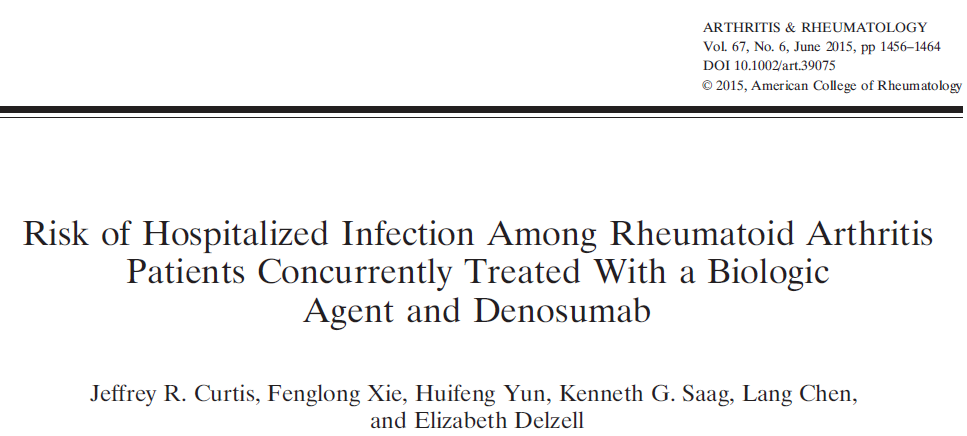 ARTHRITIS & RHEUMATOLOGY
Vol. 67, No. 6, June 2015, pp 1456–1464
DOI 10.1002/art.39075
© 2015, American College of Rheumatology
Risk of Hospitalized Infection Among Rheumatoid Arthritis
Patients Concurrently Treated With a Biologic
Agent and Denosumab
Jeffrey R. Curtis, Fenglong Xie, Huifeng Yun, Kenneth G. Saag, Lang Chen,
and Elizabeth Delzell